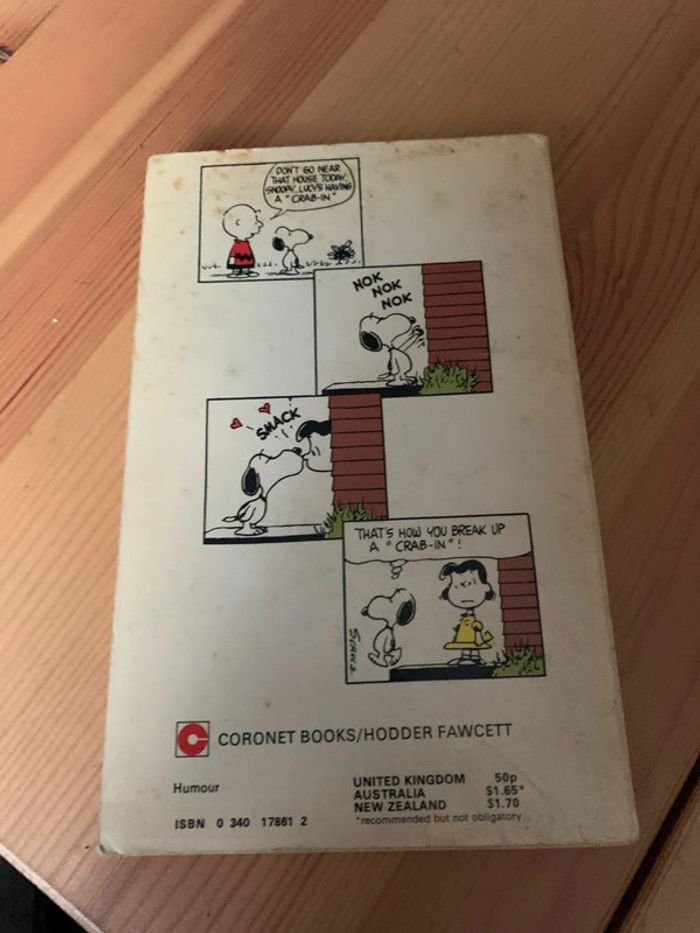 DON'T GO NEAR
THAT HOUSE TODAY,
SNOOPY.. LUCY'S HAVING
A "CRAB-IN"
NOK
NOK
NOK
SMACK
THAT'S HOW YOU BREAK UP
A "CRAB-IN"!
SCHULZ
CORONET BOOKS/HODDER FAWCETT
Humour
UNITED KINGDOM 50p
AUSTRALIA $1.65*
NEW ZEALAND $1.70
*recommended but not obligatory
ISBN 0 340 17861 2